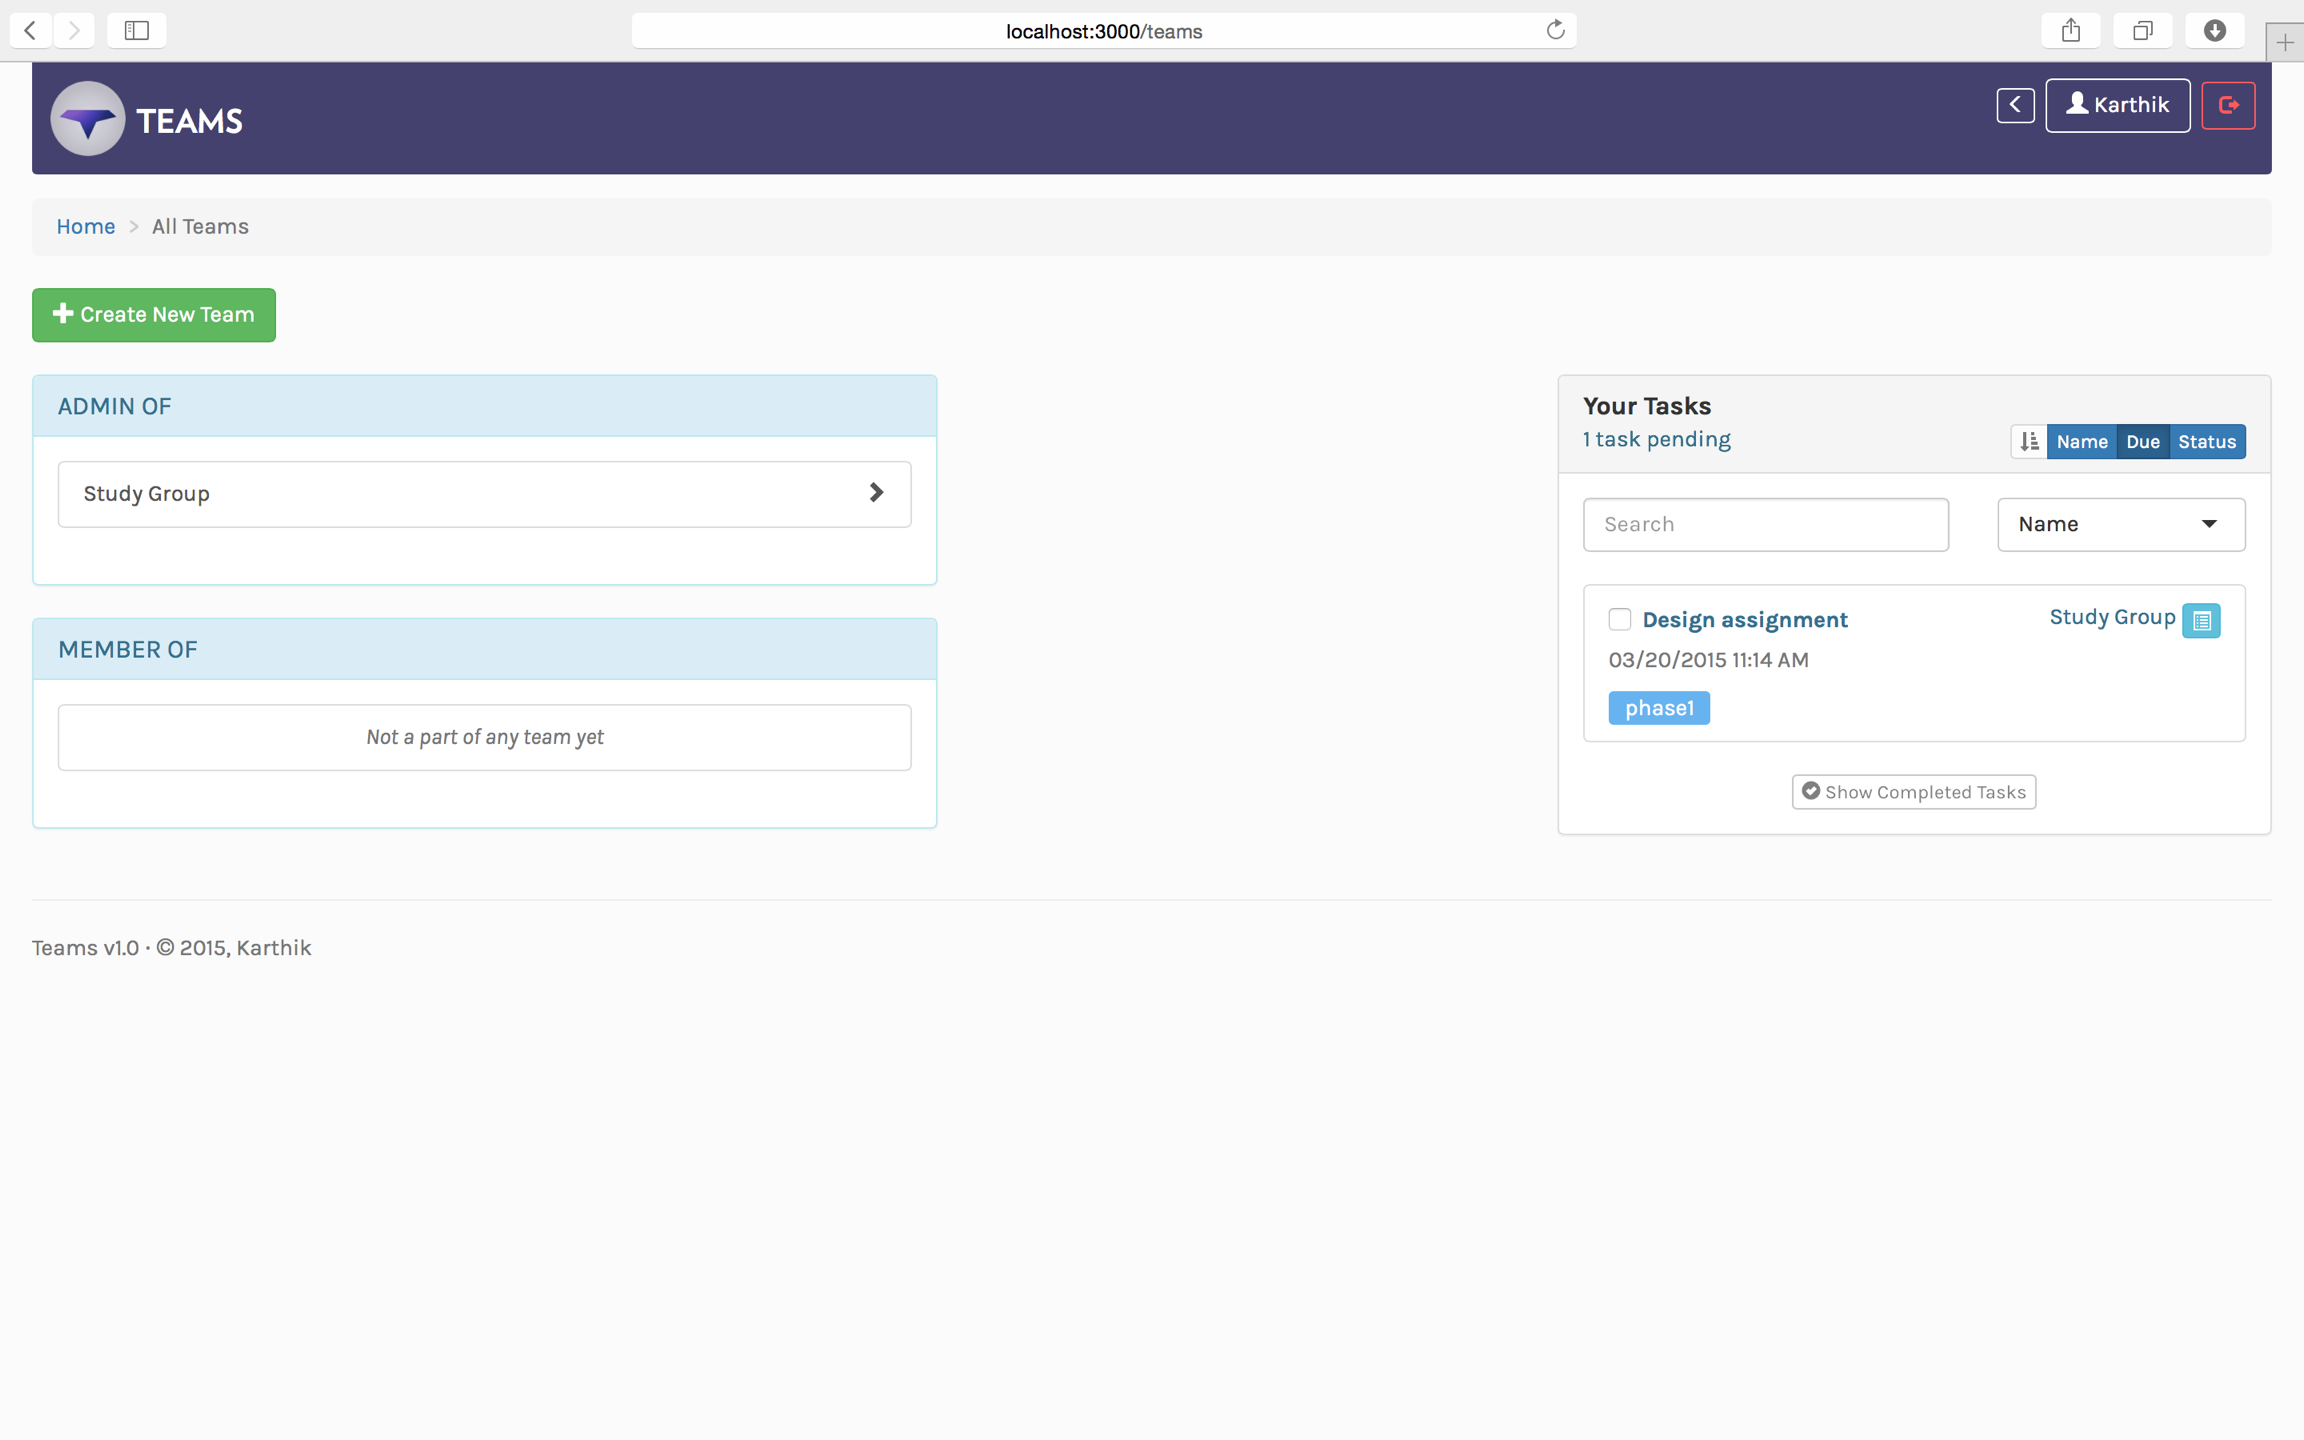 localhost:3000/teams
TEAMS
Karthik
Home > All Teams
Create New Team
ADMIN OF
Study Group
MEMBER OF
Not a part of any team yet
Your Tasks
1 task pending
Name Due Status
Search
Name
Design assignment
Study Group
03/20/2015 11:14 AM
phase1
Show Completed Tasks
Teams v1.0 · © 2015, Karthik